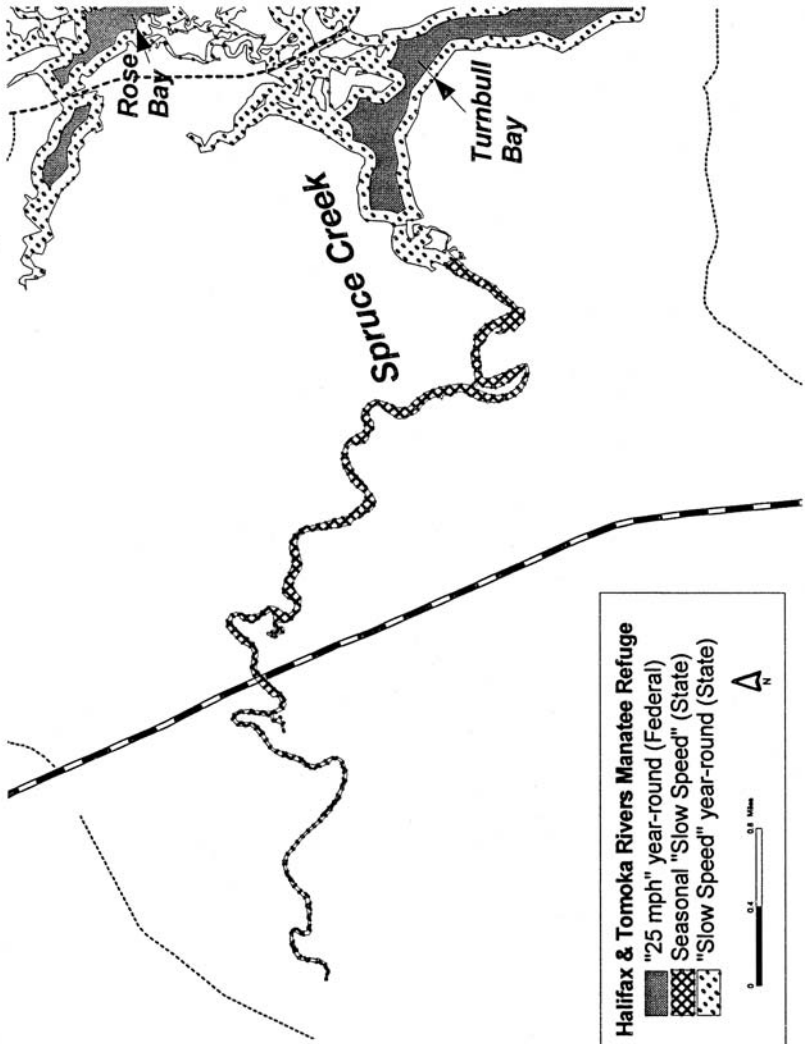 Rose
Bay
Turnbull
Bay
Spruce Creek
Halifax & Tomoka Rivers Manatee Refuge
"25 mph" year-round (Federal)
Seasonal "Slow Speed" (State)
"Slow Speed" year-round (State)
N
0 0.4 0.8 Miles